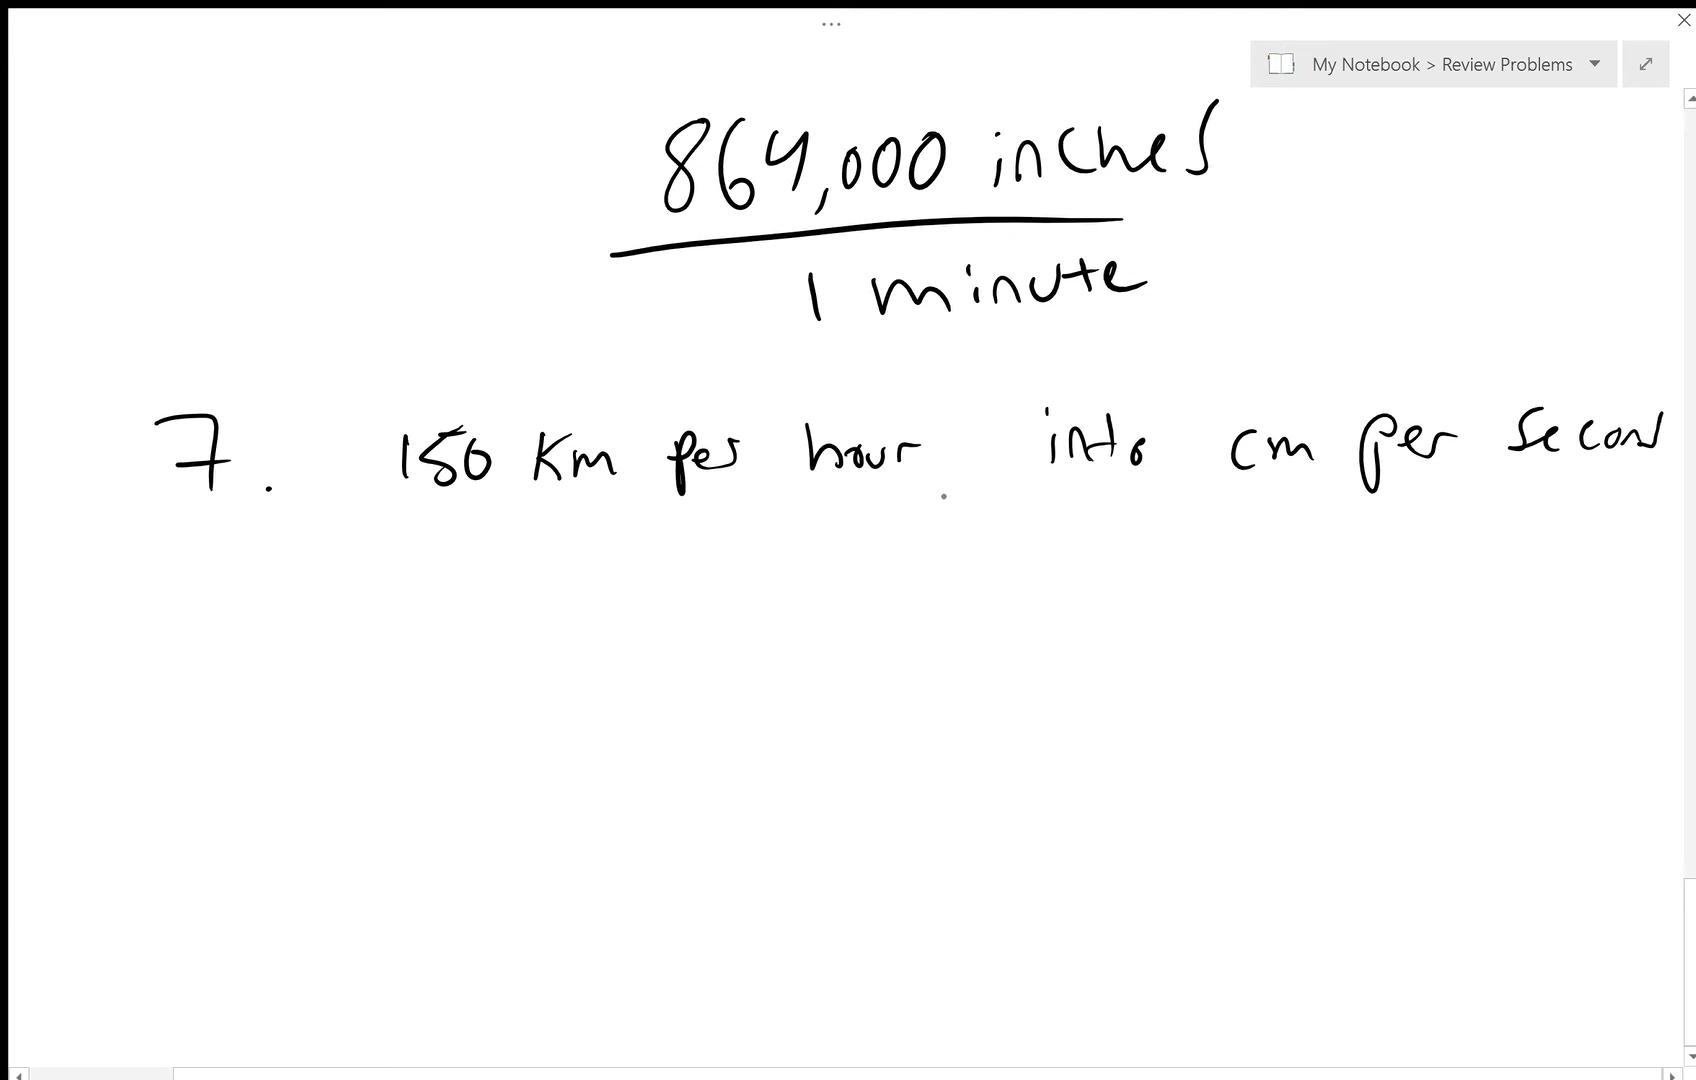 ...
My Notebook > Review Problems
864,000 inches
1 minute
7. 150 Km per hour into cm per second